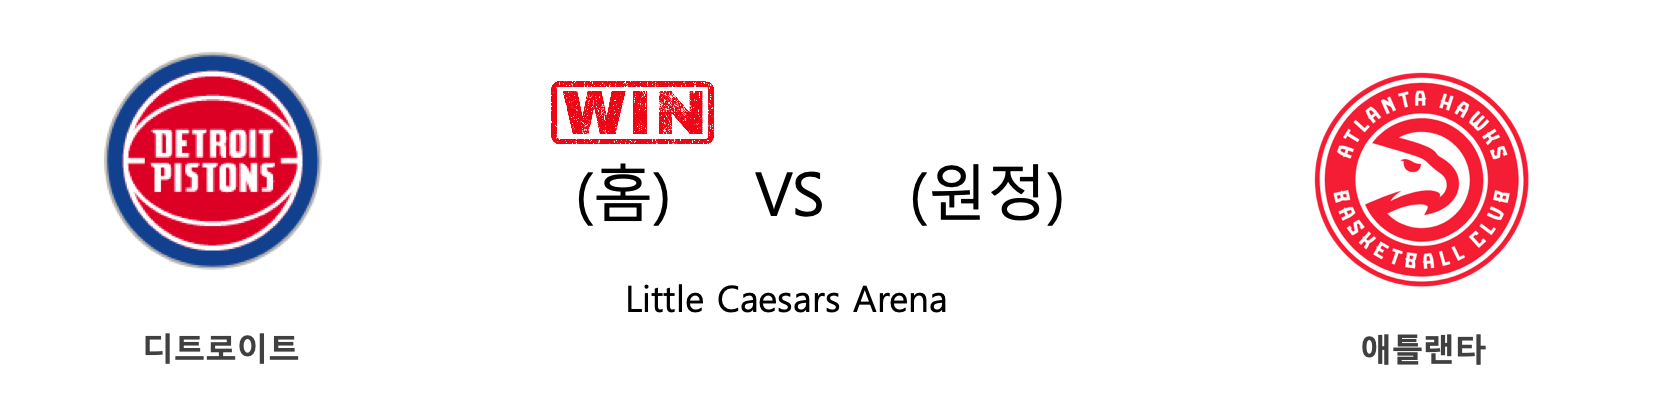 DETROIT
PISTONS
WIN
(홈) VS (원정)
Little Caesars Arena
ATLANTA HAWKS
BASKETBALL CLUB
디트로이트
애틀랜타